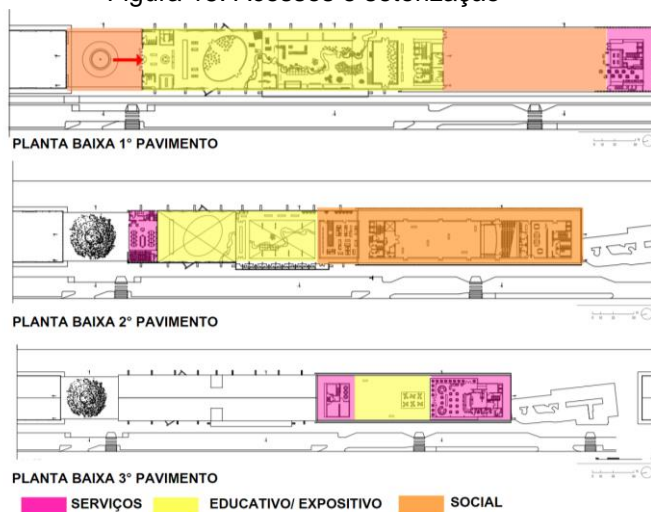 PLANTA BAIXA 1° PAVIMENTO
PLANTA BAIXA 2° PAVIMENTO
PLANTA BAIXA 3° PAVIMENTO
SERVIÇOS EDUCATIVO/ EXPOSITIVO SOCIAL